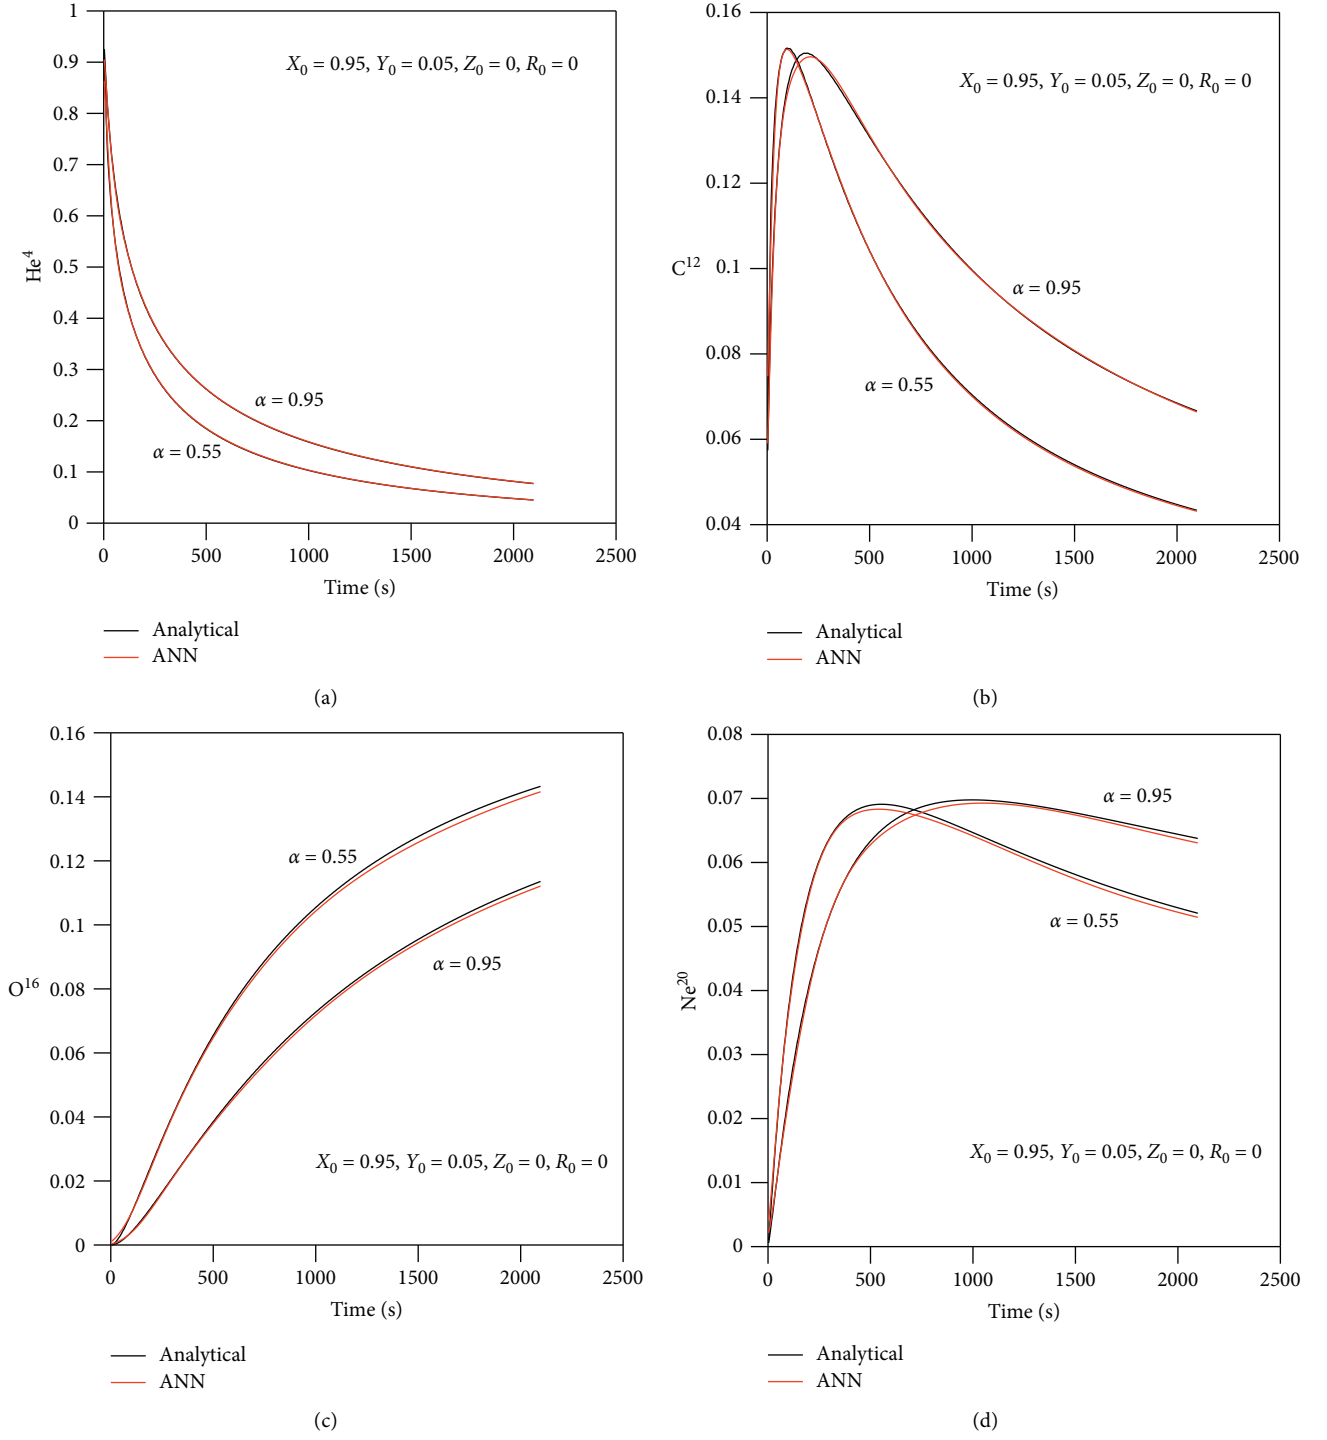 1
0.9
0.8
0.7
0.6
0.5
0.4
0.3
0.2
0.1
0
He⁴
X₀ = 0.95, Y₀ = 0.05, Z₀ = 0, R₀ = 0
α = 0.95
α = 0.55
0 500 1000 1500 2000 2500
Time (s)
Analytical
ANN
(a)
0.16
0.14
0.12
0.1
0.08
0.06
0.04
C¹²
X₀ = 0.95, Y₀ = 0.05, Z₀ = 0, R₀ = 0
α = 0.95
α = 0.55
0 500 1000 1500 2000 2500
Time (s)
Analytical
ANN
(b)
0.16
0.14
0.12
0.1
0.08
0.06
0.04
0.02
0
O¹⁶
α = 0.55
α = 0.95
X₀ = 0.95, Y₀ = 0.05, Z₀ = 0, R₀ = 0
0 500 1000 1500 2000 2500
Time (s)
Analytical
ANN
(c)
0.08
0.07
0.06
0.05
0.04
0.03
0.02
0.01
0
Ne²⁰
α = 0.95
α = 0.55
X₀ = 0.95, Y₀ = 0.05, Z₀ = 0, R₀ = 0
0 500 1000 1500 2000 2500
Time (s)
Analytical
ANN
(d)